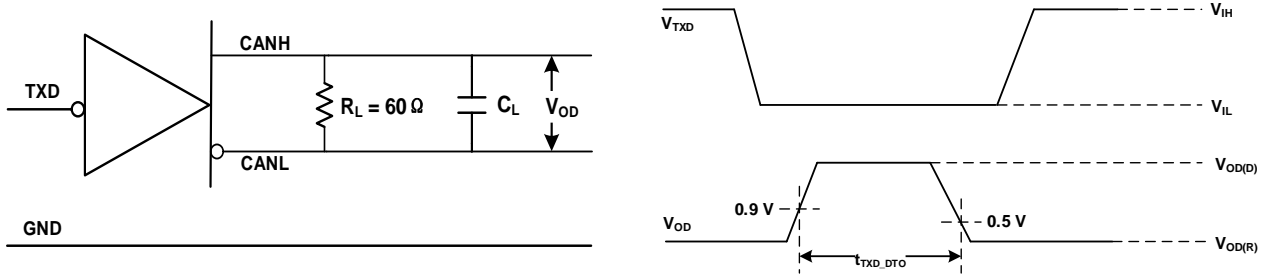 CANH
TXD
R_L = 60 Ω
C_L
V_OD
CANL
GND
V_TXD
V_IH
V_IL
V_OD(D)
0.9 V
0.5 V
V_OD
V_OD(R)
t_TXD_DTO